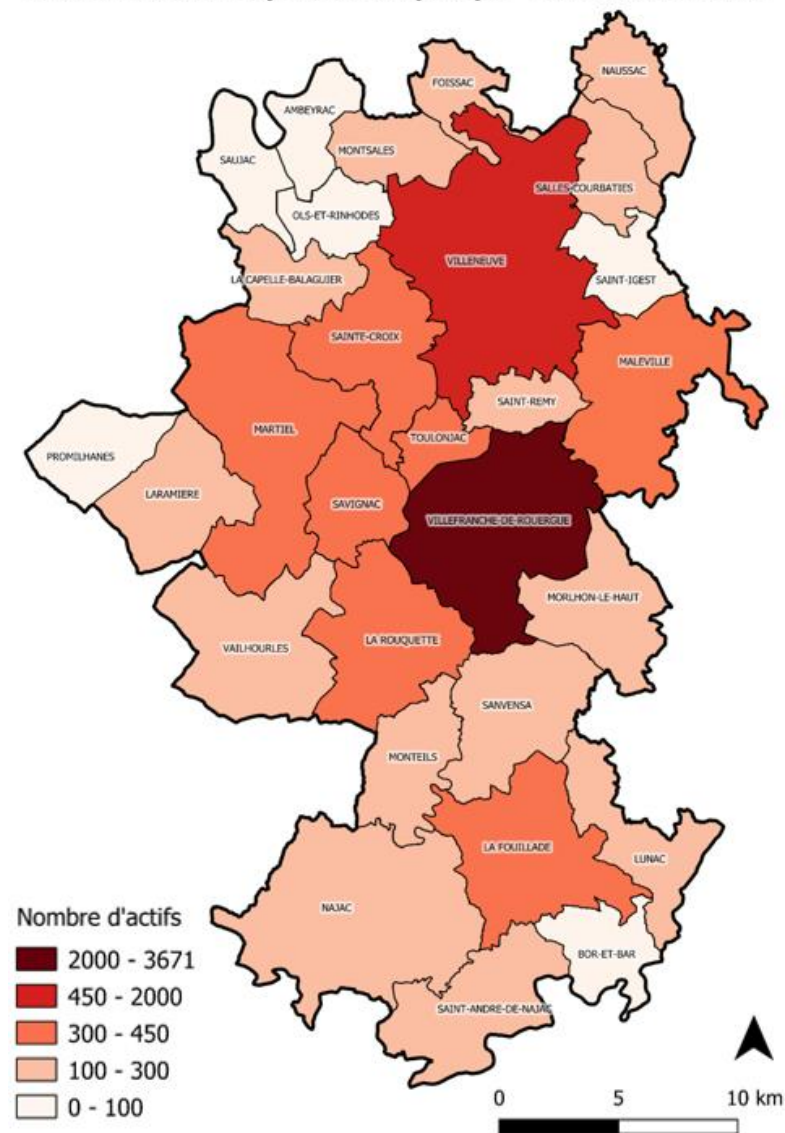 NAUSSAC
FOISSAC
AMBEYRAC
MONTSALES
SAUJAC
SALLES-COURBATIES
OLS-ET-RINHODES
VILLENEUVE
LA CAPELLE-BALAGUIER
SAINT-IGEST
SAINTE-CROIX
MALEVILLE
SAINT-REMY
MARTIEL
TOULONJAC
PROMILHANES
LARAMIERE
SAVIGNAC
VILLEFRANCHE-DE-ROUERGUE
MORLHON-LE-HAUT
VAILHOURLES
LA ROUQUETTE
SANVENSA
MONTEILS
LA FOUILLADE
LUNAC
NAJAC
BOR-ET-BAR
SAINT-ANDRE-DE-NAJAC
Nombre d'actifs
2000 - 3671
450 - 2000
300 - 450
100 - 300
0 - 100
0 5 10 km